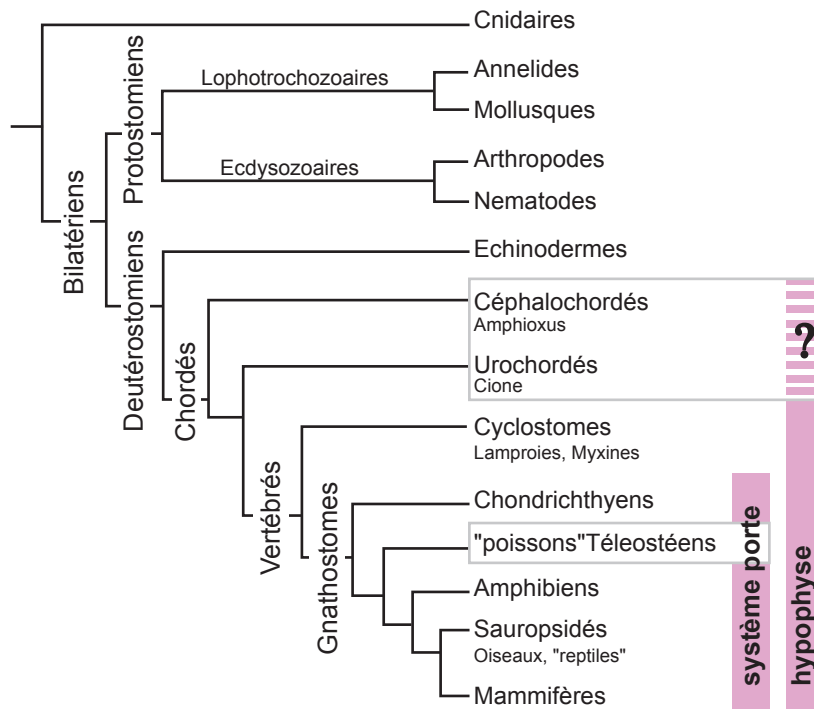 Cnidaires
Protostomiens
Lophotrochozoaires
Annelides
Mollusques
Ecdysozoaires
Arthropodes
Nematodes
Bilatériens
Deutérostomiens
Echinodermes
Chordés
Céphalochordés
Amphioxus
?
Urochordés
Cione
Vertébrés
Cyclostomes
Lamproies, Myxines
Gnathostomes
Chondrichthyens
"poissons"Téleostéens
Amphibiens
Sauropsidés
Oiseaux, "reptiles"
Mammifères
système porte
hypophyse